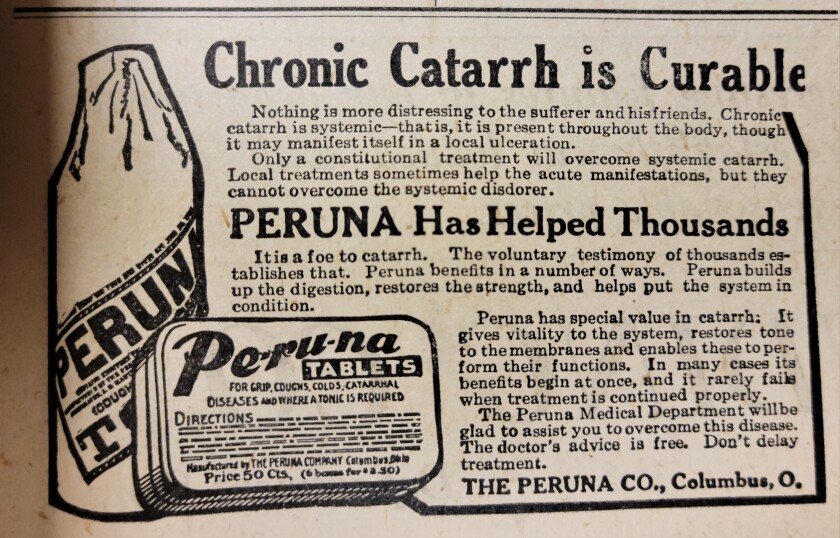 Chronic Catarrh is Curable
Nothing is more distressing to the sufferer and his friends. Chronic
catarrh is systemic—that is, it is present throughout the body, though
it may manifest itself in a local ulceration.
Only a constitutional treatment will overcome systemic catarrh.
Local treatments sometimes help the acute manifestations, but they
cannot overcome the systemic disdorer.
PERUNA Has Helped Thousands
It is a foe to catarrh. The voluntary testimony of thousands es-
tablishes that. Peruna benefits in a number of ways. Peruna builds
up the digestion, restores the strength, and helps put the system in
condition.
Peruna has special value in catarrh: It
gives vitality to the system, restores tone
to the membranes and enables these to per-
form their functions. In many cases its
benefits begin at once, and it rarely fails
when treatment is continued properly.
The Peruna Medical Department will be
glad to assist you to overcome this disease.
The doctor's advice is free. Don't delay
treatment.
THE PERUNA CO., Columbus, O.
PERUN
COUGH
TO
Pe-ru-na
TABLETS
FOR GRIP, COUGHS, COLDS, CATARRHAL
DISEASES AND WHERE A TONIC IS REQUIRED
DIRECTIONS
Manufactured by THE PERUNA COMPANY Columbus, Ohio
Price 50 Cts., (6 boxes for $2.50)